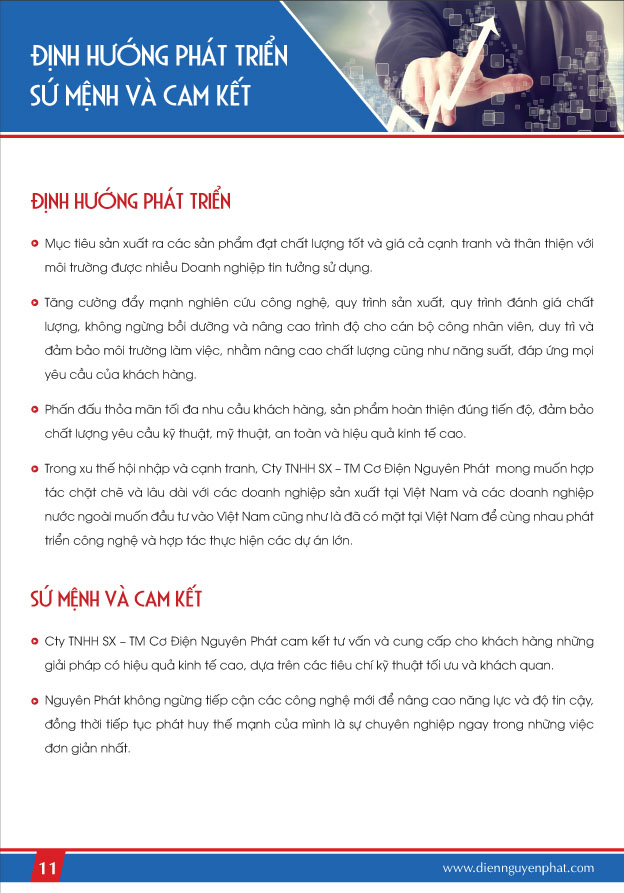 ĐỊNH HƯỚNG PHÁT TRIỂN
SỨ MỆNH VÀ CAM KẾT
ĐỊNH HƯỚNG PHÁT TRIỂN
Mục tiêu sản xuất ra các sản phẩm đạt chất lượng tốt và giá cả cạnh tranh và thân thiện với
môi trường được nhiều Doanh nghiệp tin tưởng sử dụng.
Tăng cường đẩy mạnh nghiên cứu công nghệ, quy trình sản xuất, quy trình đánh giá chất
lượng, không ngừng bồi dưỡng và nâng cao trình độ cho cán bộ công nhân viên, duy trì và
đảm bảo môi trường làm việc, nhằm nâng cao chất lượng cũng như năng suất, đáp ứng mọi
yêu cầu của khách hàng.
Phấn đấu thỏa mãn tối đa nhu cầu khách hàng, sản phẩm hoàn thiện đúng tiến độ, đảm bảo
chất lượng yêu cầu kỹ thuật, mỹ thuật, an toàn và hiệu quả kinh tế cao.
Trong xu thế hội nhập và cạnh tranh, Cty TNHH SX – TM Cơ Điện Nguyên Phát mong muốn hợp
tác chặt chẽ và lâu dài với các doanh nghiệp sản xuất tại Việt Nam và các doanh nghiệp
nước ngoài muốn đầu tư vào Việt Nam cũng như là đã có mặt tại Việt Nam để cùng nhau phát
triển công nghệ và hợp tác thực hiện các dự án lớn.
SỨ MỆNH VÀ CAM KẾT
Cty TNHH SX – TM Cơ Điện Nguyên Phát cam kết tư vấn và cung cấp cho khách hàng những
giải pháp có hiệu quả kinh tế cao, dựa trên các tiêu chí kỹ thuật tối ưu và khách quan.
Nguyên Phát không ngừng tiếp cận các công nghệ mới để nâng cao năng lực và độ tin cậy,
đồng thời tiếp tục phát huy thế mạnh của mình là sự chuyên nghiệp ngay trong những việc
đơn giản nhất.
11
www.diennguyenphat.com